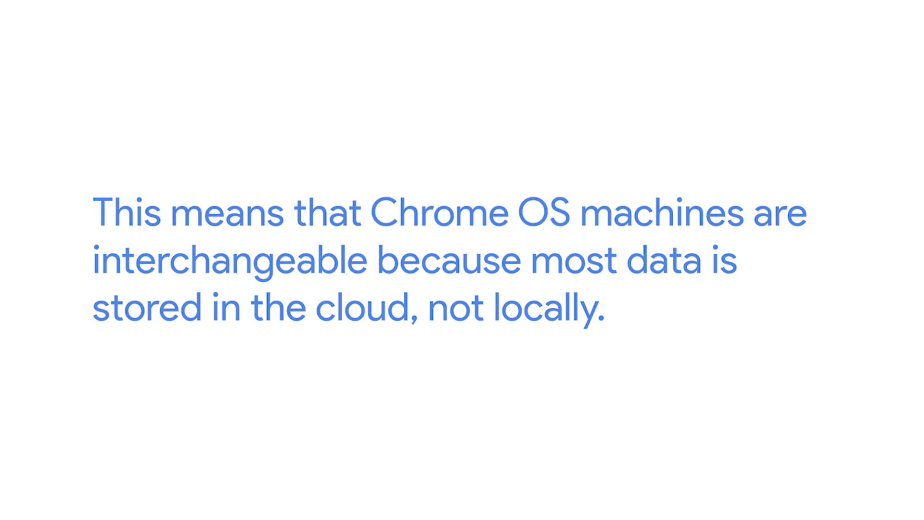 This means that Chrome OS machines are
interchangeable because most data is
stored in the cloud, not locally.